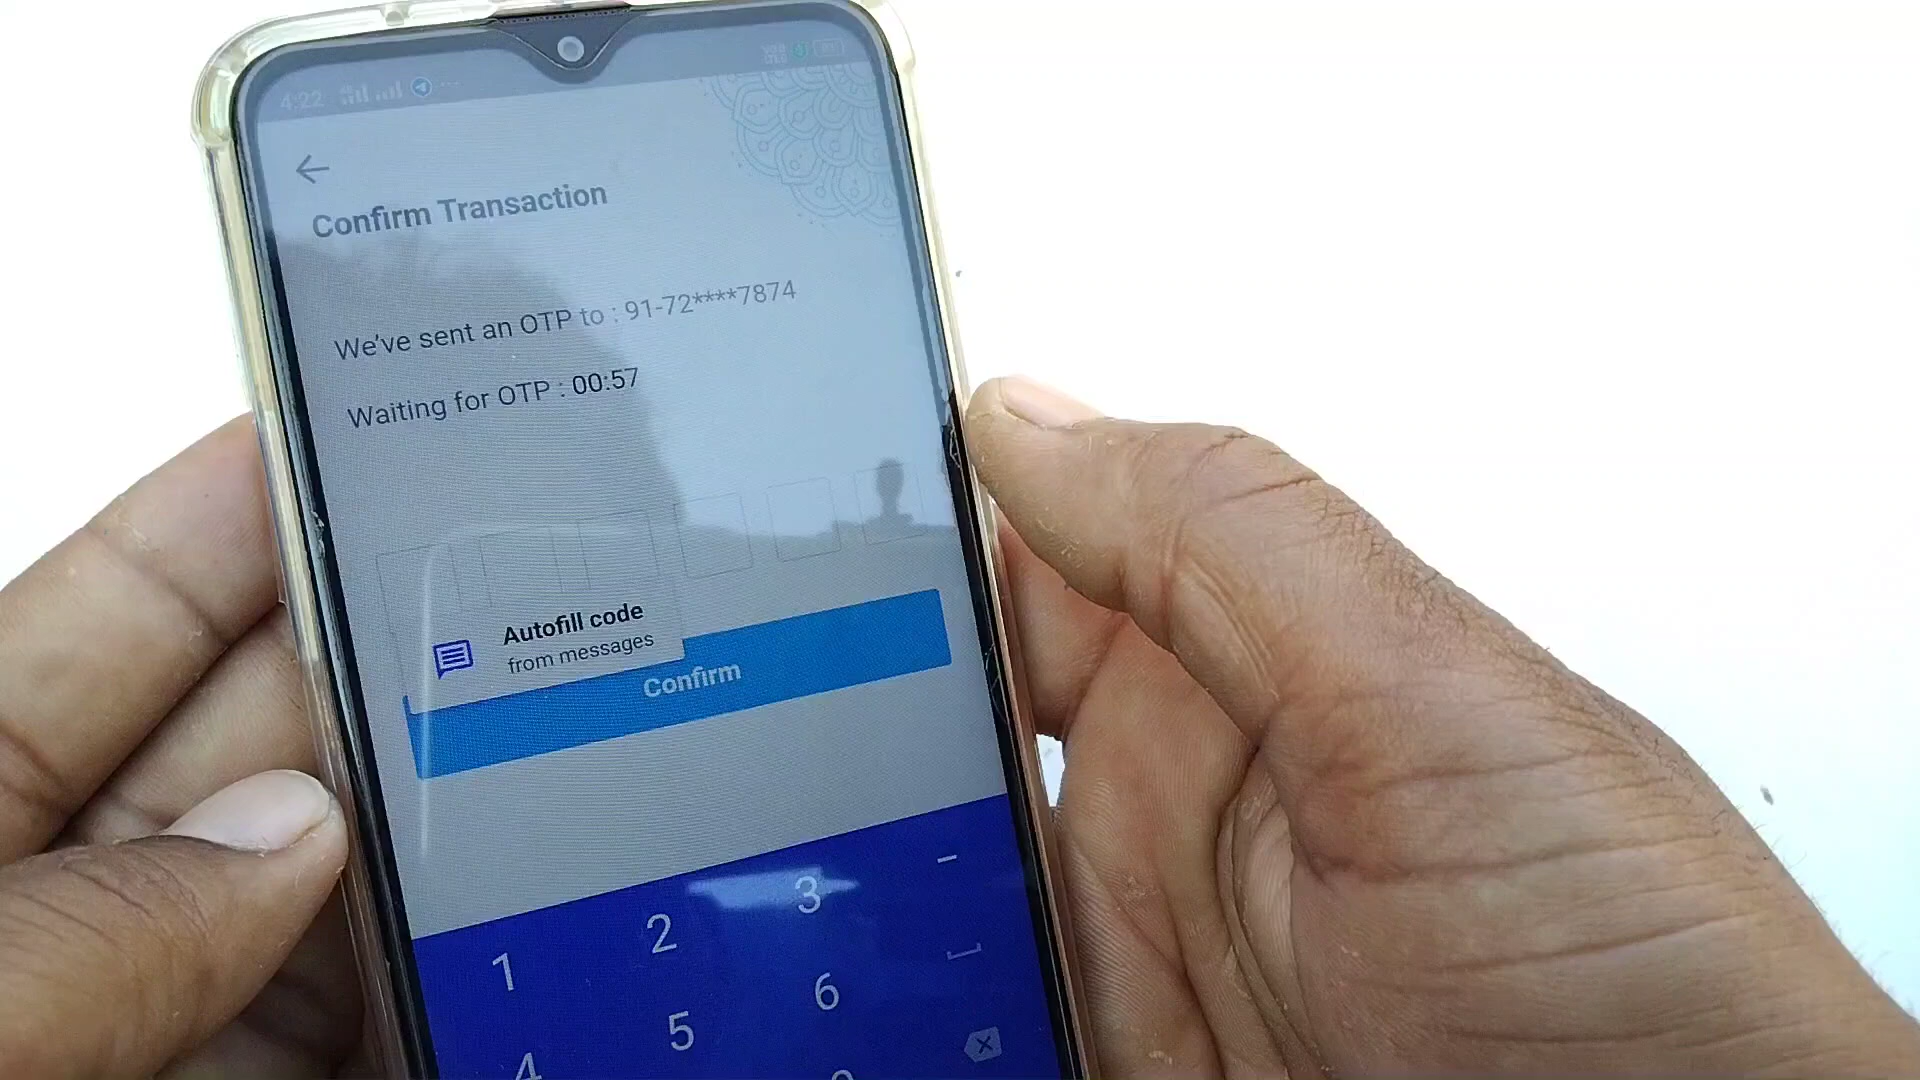 4:22
Confirm Transaction
We've sent an OTP to : 91-72****7874
Waiting for OTP : 00:57
Autofill code
from messages
Confirm
1 2 3 -
4 5 6